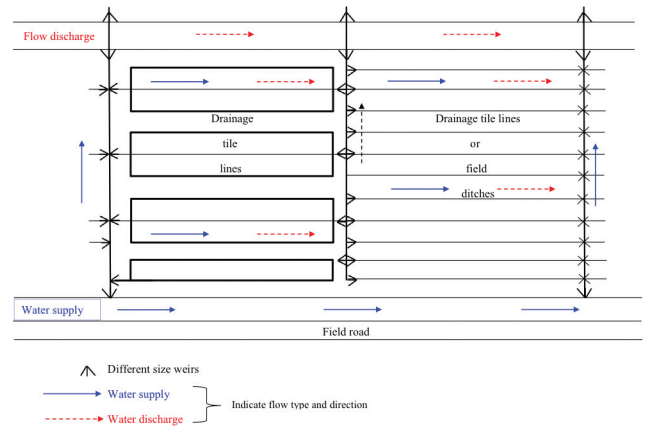 Flow discharge
Drainage
tile
lines
Drainage tile lines
or
field
ditches
Water supply
Field road
Different size weirs
Water supply
Water discharge
Indicate flow type and direction